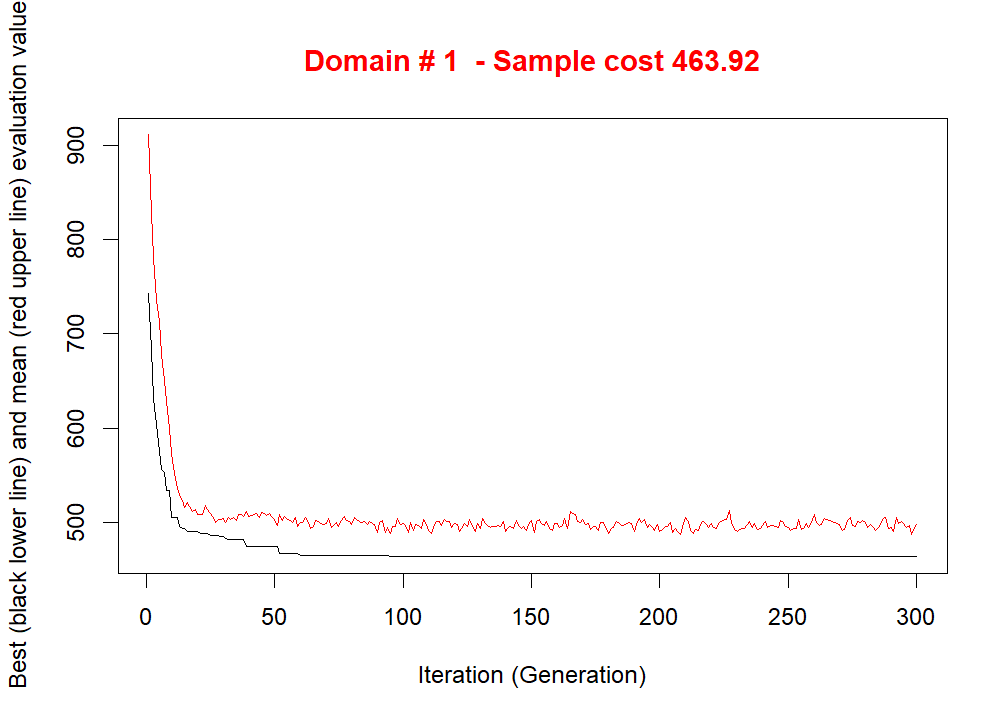 Domain # 1 - Sample cost 463.92
Best (black lower line) and mean (red upper line) evaluation value
900
800
700
600
500
0 50 100 150 200 250 300
Iteration (Generation)